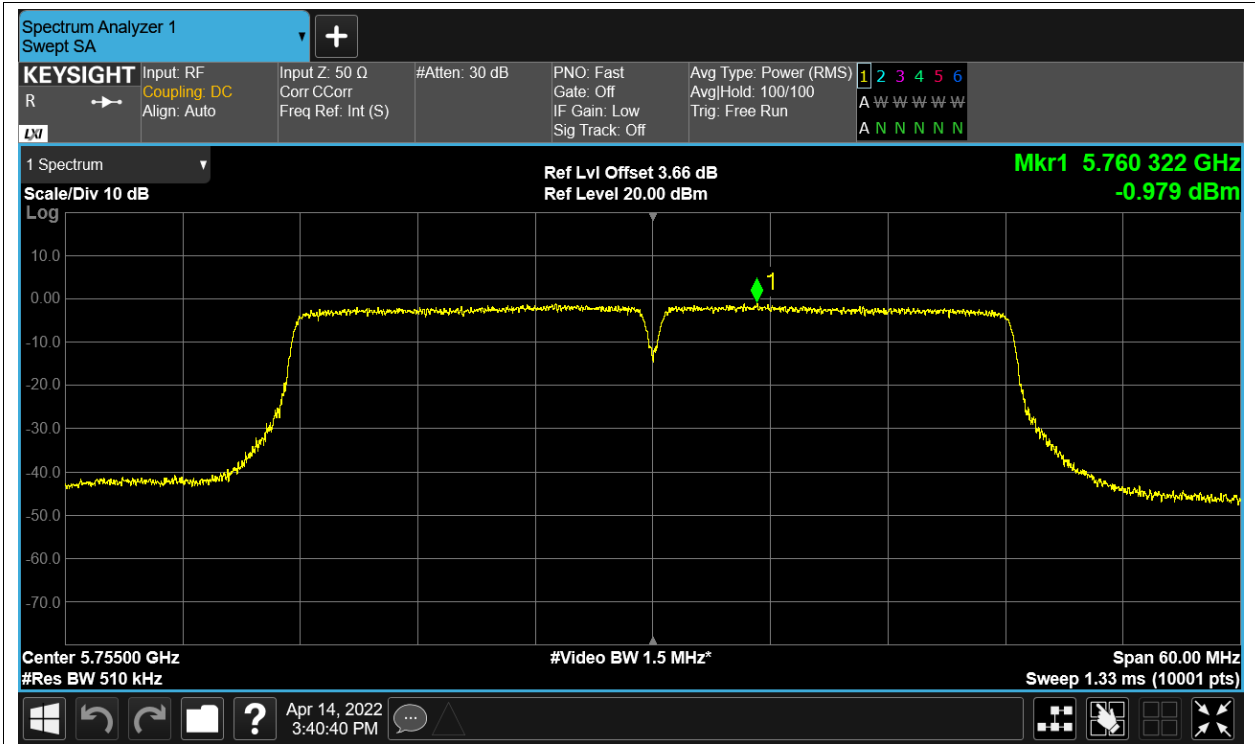 Spectrum Analyzer 1
Swept SA
+
KEYSIGHT
R
LXI
Input: RF
Coupling: DC
Align: Auto
Input Z: 50 Ω
Corr CCorr
Freq Ref: Int (S)
#Atten: 30 dB
PNO: Fast
Gate: Off
IF Gain: Low
Sig Track: Off
Avg Type: Power (RMS)
Avg|Hold: 100/100
Trig: Free Run
1 2 3 4 5 6
A W W W W W
A N N N N N
1 Spectrum
Scale/Div 10 dB
Log
Ref Lvl Offset 3.66 dB
Ref Level 20.00 dBm
Mkr1 5.760 322 GHz
-0.979 dBm
1
10.0
0.00
-10.0
-20.0
-30.0
-40.0
-50.0
-60.0
-70.0
Center 5.75500 GHz
#Res BW 510 kHz
#Video BW 1.5 MHz*
Span 60.00 MHz
Sweep 1.33 ms (10001 pts)
?
Apr 14, 2022
3:40:40 PM